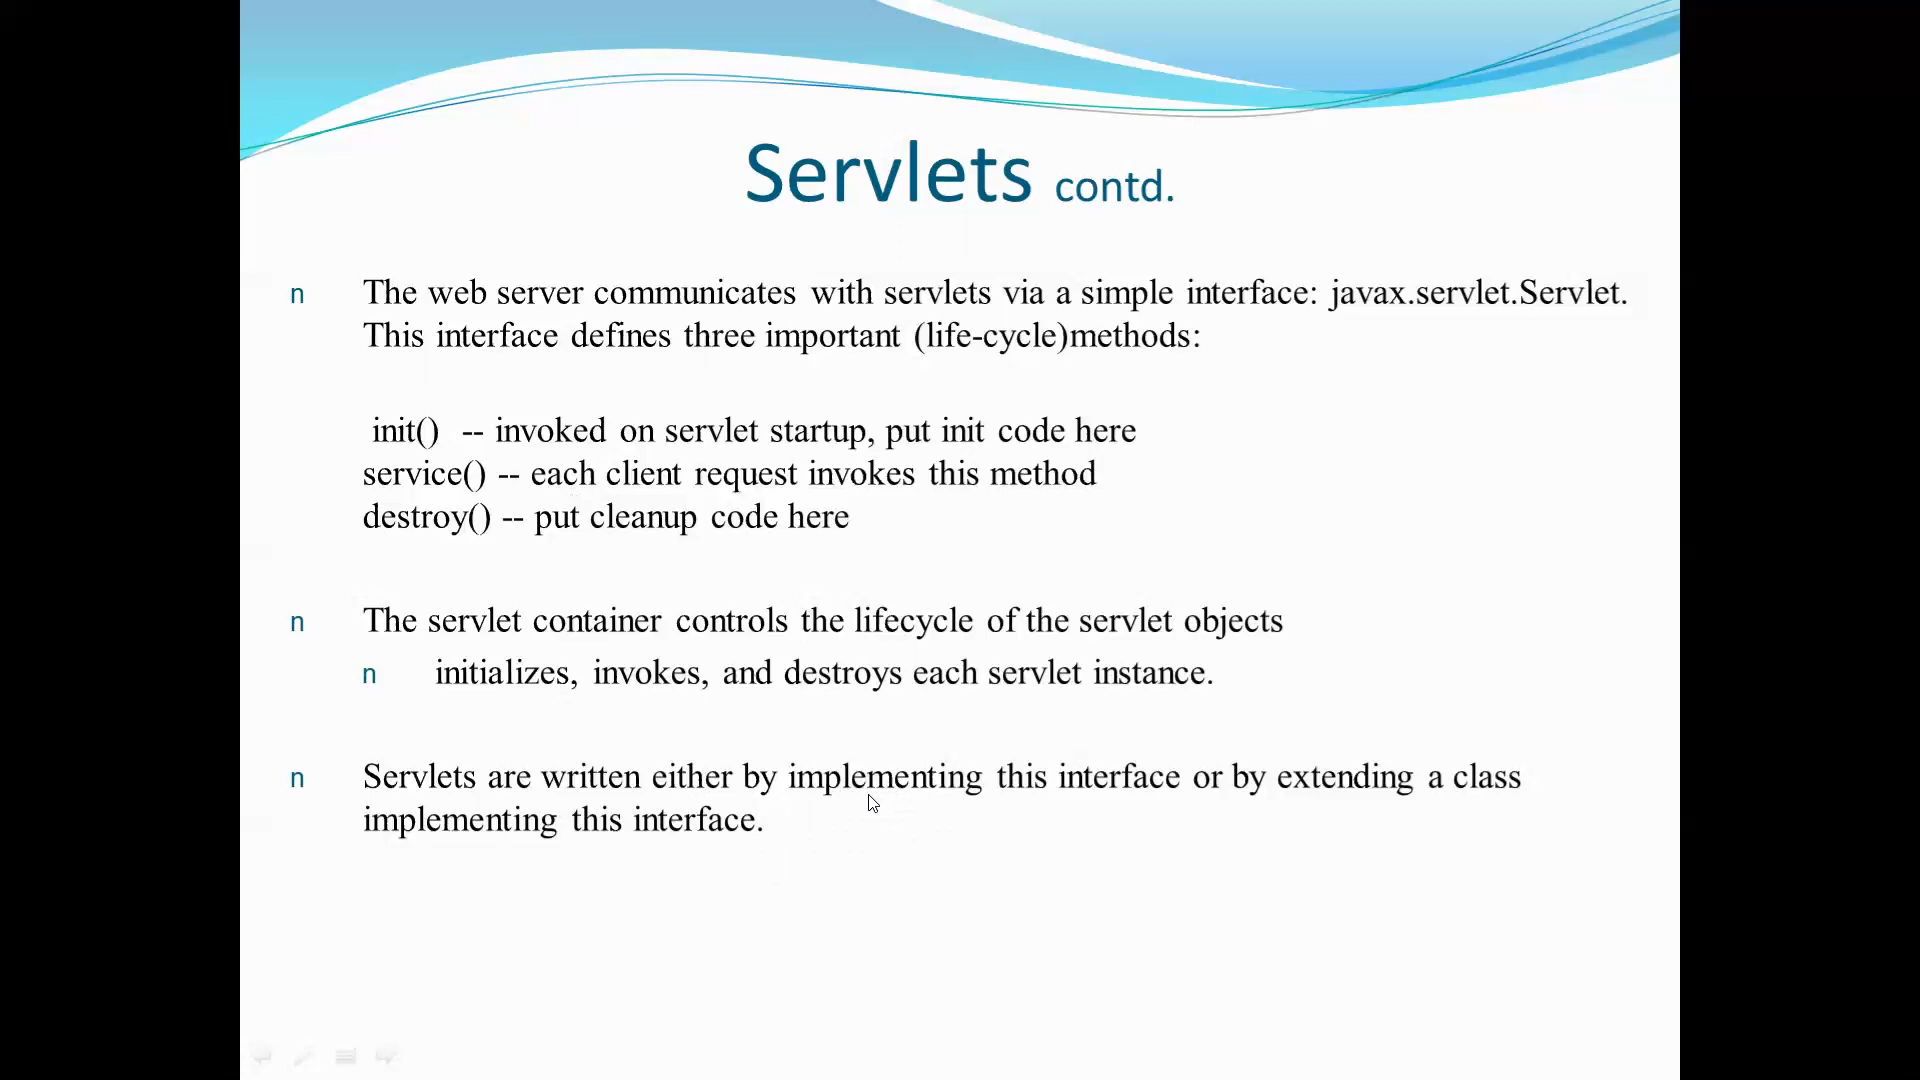 Servlets contd.
n The web server communicates with servlets via a simple interface: javax.servlet.Servlet.
This interface defines three important (life-cycle)methods:
init() -- invoked on servlet startup, put init code here
service() -- each client request invokes this method
destroy() -- put cleanup code here
n The servlet container controls the lifecycle of the servlet objects
n initializes, invokes, and destroys each servlet instance.
n Servlets are written either by implementing this interface or by extending a class
implementing this interface.